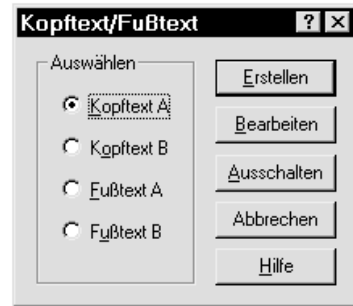 Kopftext/Fußtext
Auswählen
Kopftext A
Kopftext B
Fußtext A
Fußtext B
Erstellen
Bearbeiten
Ausschalten
Abbrechen
Hilfe